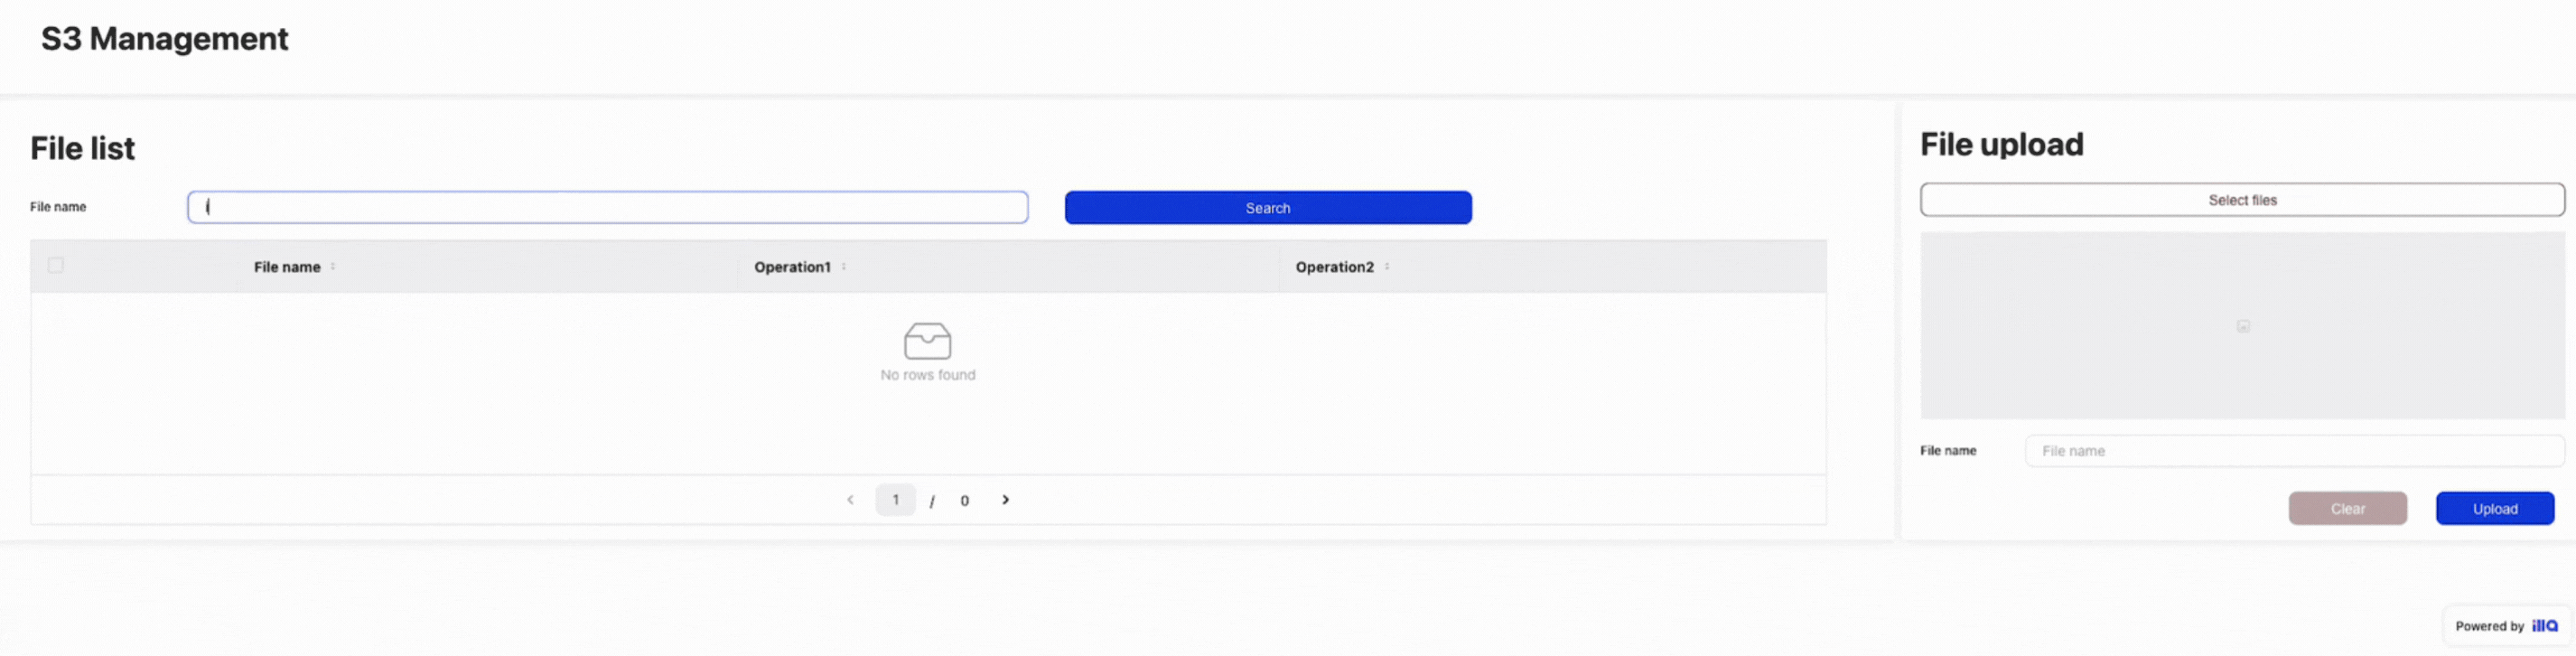 S3 Management
File list
File name
Search
File name Operation1 Operation2
No rows found
1 / 0
File upload
Select files
File name File name
Clear Upload
Powered by illa